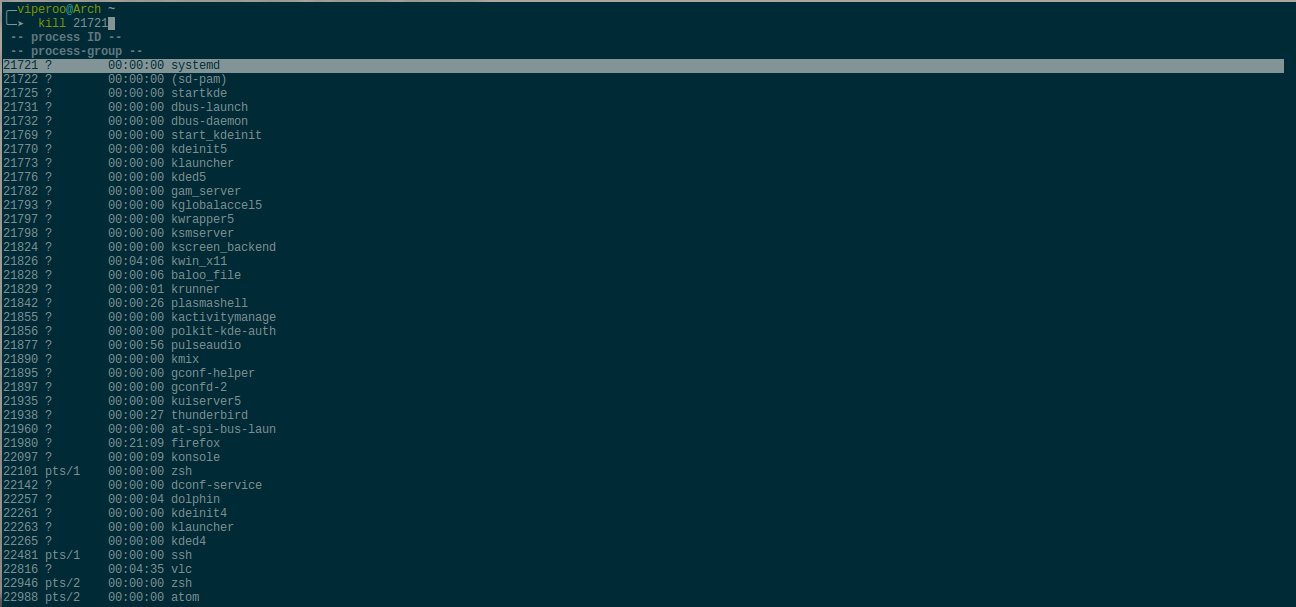 ╭─viperoo@Arch ~
╰─➤  kill 21721
 -- process ID --
 -- process-group --
21721 ?        00:00:00 systemd
21722 ?        00:00:00 (sd-pam)
21725 ?        00:00:00 startkde
21731 ?        00:00:00 dbus-launch
21732 ?        00:00:00 dbus-daemon
21769 ?        00:00:00 start_kdeinit
21770 ?        00:00:00 kdeinit5
21773 ?        00:00:00 klauncher
21776 ?        00:00:00 kded5
21782 ?        00:00:00 gam_server
21793 ?        00:00:00 kglobalaccel5
21797 ?        00:00:00 kwrapper5
21798 ?        00:00:00 ksmserver
21824 ?        00:00:00 kscreen_backend
21826 ?        00:04:06 kwin_x11
21828 ?        00:00:06 baloo_file
21829 ?        00:00:01 krunner
21842 ?        00:00:26 plasmashell
21855 ?        00:00:00 kactivitymanage
21856 ?        00:00:00 polkit-kde-auth
21877 ?        00:00:56 pulseaudio
21890 ?        00:00:00 kmix
21895 ?        00:00:00 gconf-helper
21897 ?        00:00:00 gconfd-2
21935 ?        00:00:00 kuiserver5
21938 ?        00:00:27 thunderbird
21960 ?        00:00:00 at-spi-bus-laun
21980 ?        00:21:09 firefox
22097 ?        00:00:09 konsole
22101 pts/1    00:00:00 zsh
22142 ?        00:00:00 dconf-service
22257 ?        00:00:04 dolphin
22261 ?        00:00:00 kdeinit4
22263 ?        00:00:00 klauncher
22265 ?        00:00:00 kded4
22481 pts/1    00:00:00 ssh
22816 ?        00:04:35 vlc
22946 pts/2    00:00:00 zsh
22988 pts/2    00:00:00 atom